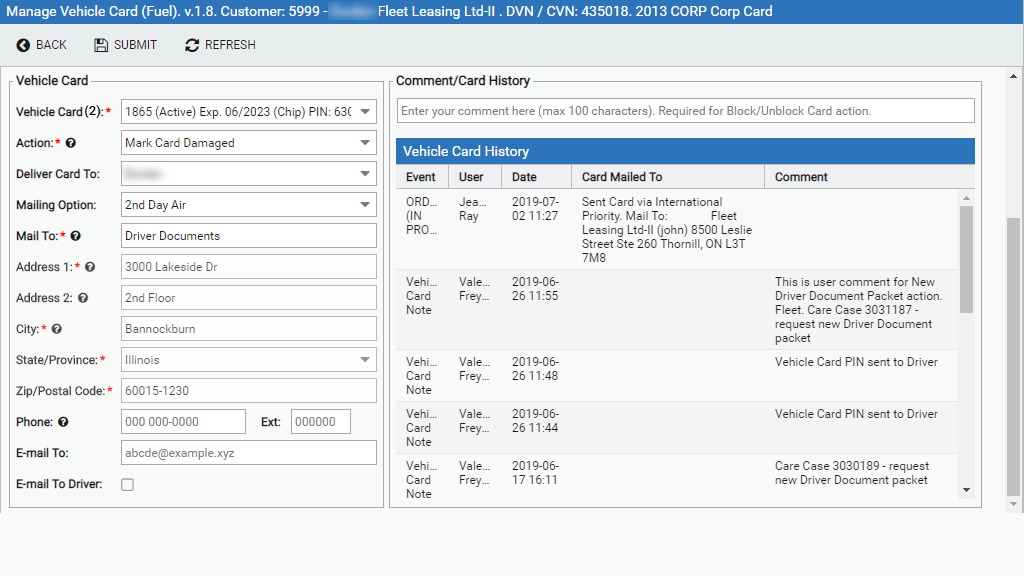 Manage Vehicle Card (Fuel). v.1.8. Customer: 5999 - Fleet Leasing Ltd-II . DVN / CVN: 435018. 2013 CORP Corp Card
BACK SUBMIT REFRESH
Vehicle Card
Vehicle Card(2):* 1865 (Active) Exp. 06/2023 (Chip) PIN: 630
Action:* Mark Card Damaged
Deliver Card To:
Mailing Option: 2nd Day Air
Mail To:* Driver Documents
Address 1:* 3000 Lakeside Dr
Address 2: 2nd Floor
City:* Bannockburn
State/Province:* Illinois
Zip/Postal Code:* 60015-1230
Phone: 000 000-0000 Ext: 000000
E-mail To: abcde@example.xyz
E-mail To Driver:
Comment/Card History
Enter your comment here (max 100 characters). Required for Block/Unblock Card action.
Vehicle Card History
Event User Date Card Mailed To Comment
ORD... Jea... 2019-07- Sent Card via International
(IN Ray 02 11:27 Priority. Mail To: Fleet
PRO... Leasing Ltd-II (john) 8500 Leslie
Street Ste 260 Thornill, ON L3T
7M8
Vehi... Vale... 2019-06- This is user comment for New
Card Frey... 26 11:55 Driver Document Packet action.
Note Fleet. Care Case 3031187 -
request new Driver Document
packet
Vehi... Vale... 2019-06- Vehicle Card PIN sent to Driver
Card Frey... 26 11:48
Note
Vehi... Vale... 2019-06- Vehicle Card PIN sent to Driver
Card Frey... 26 11:44
Note
Vehi... Vale... 2019-06- Care Case 3030189 - request
Card Frey... 17 16:11 new Driver Document packet
Note